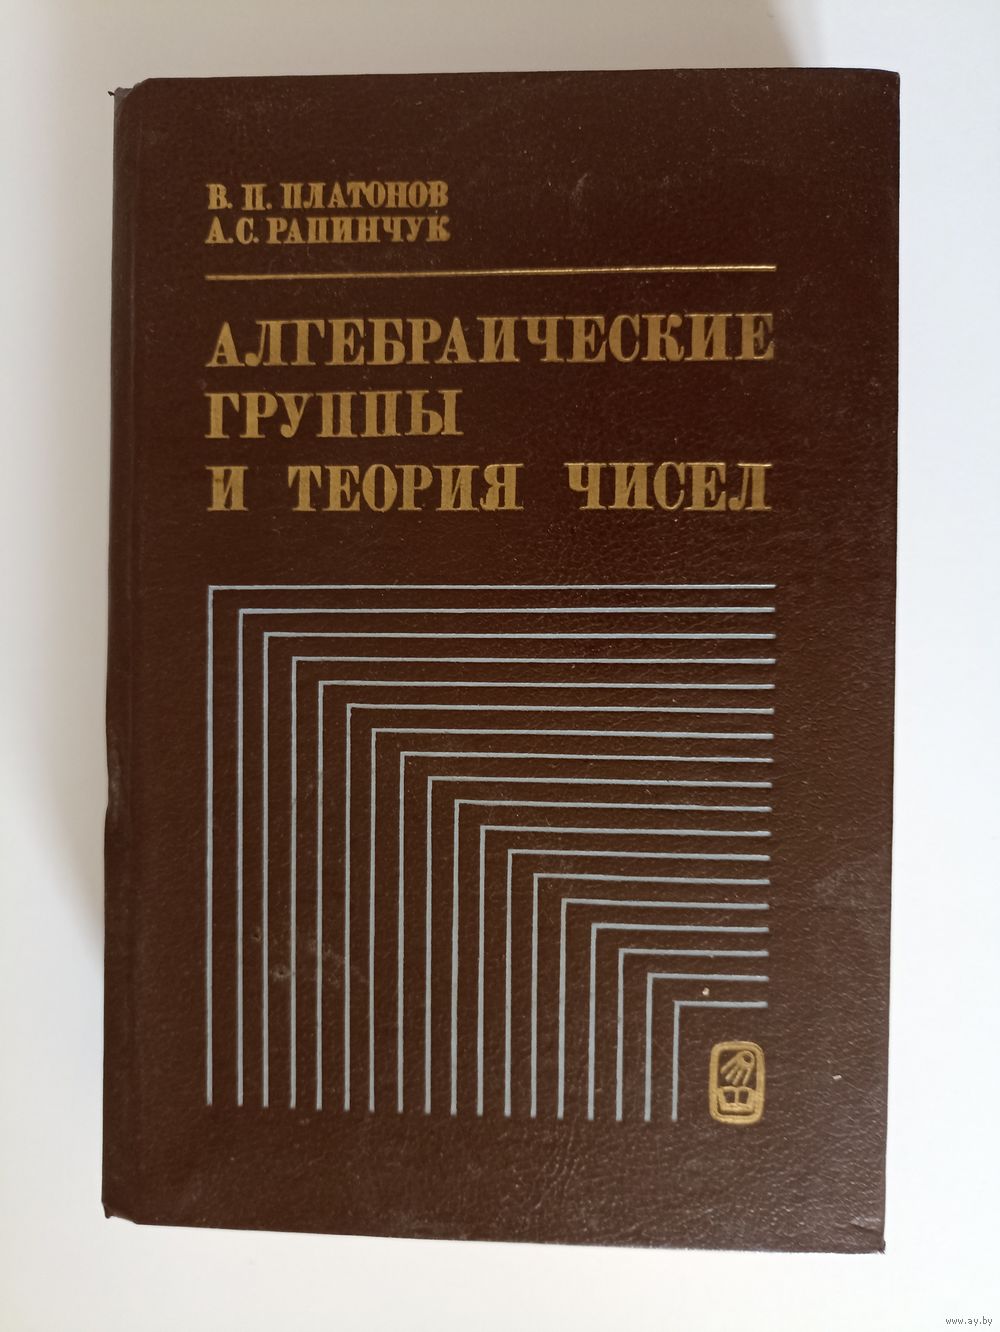 В. П. ПЛАТОНОВ
А. С. РАПИНЧУК
АЛГЕБРАИЧЕСКИЕ
ГРУППЫ
И ТЕОРИЯ ЧИСЕЛ
www.ay.by